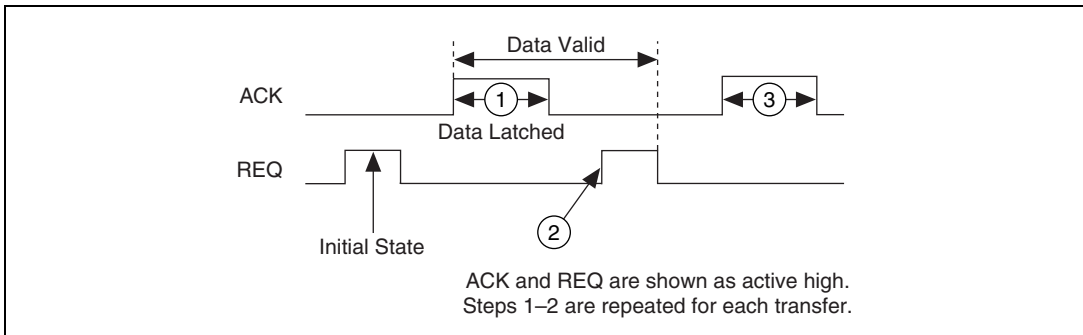 Data Valid
ACK
1
3
Data Latched
REQ
2
Initial State
ACK and REQ are shown as active high.
Steps 1–2 are repeated for each transfer.